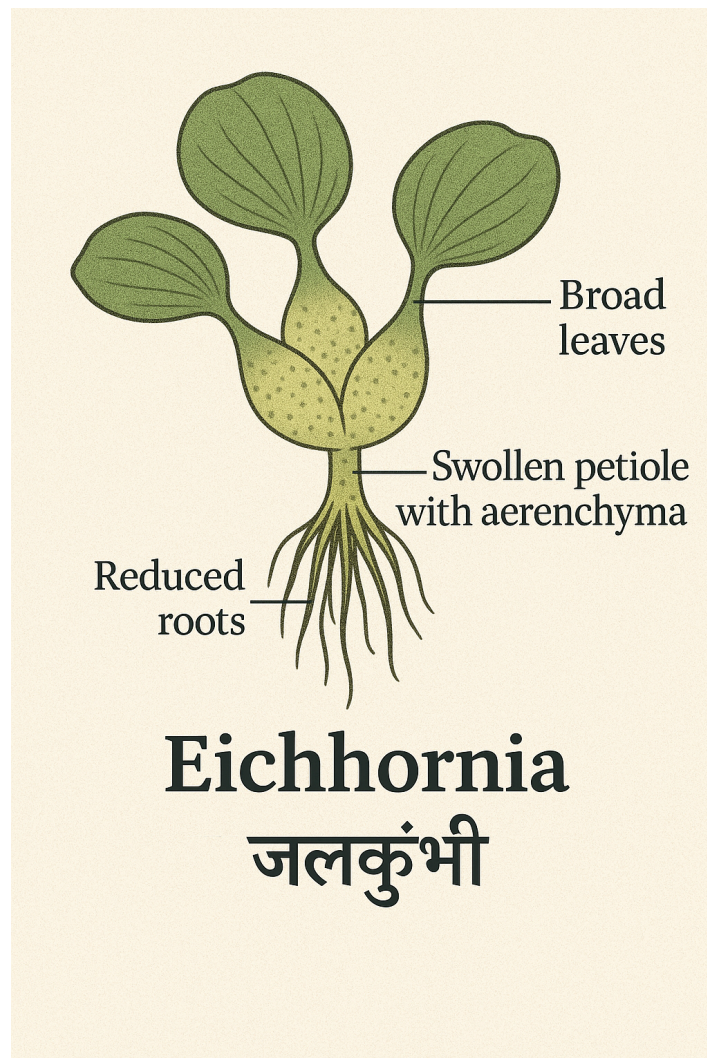 Broad
leaves
Swollen petiole
with aerenchyma
Reduced
roots
Eichhornia
जलकुंभी